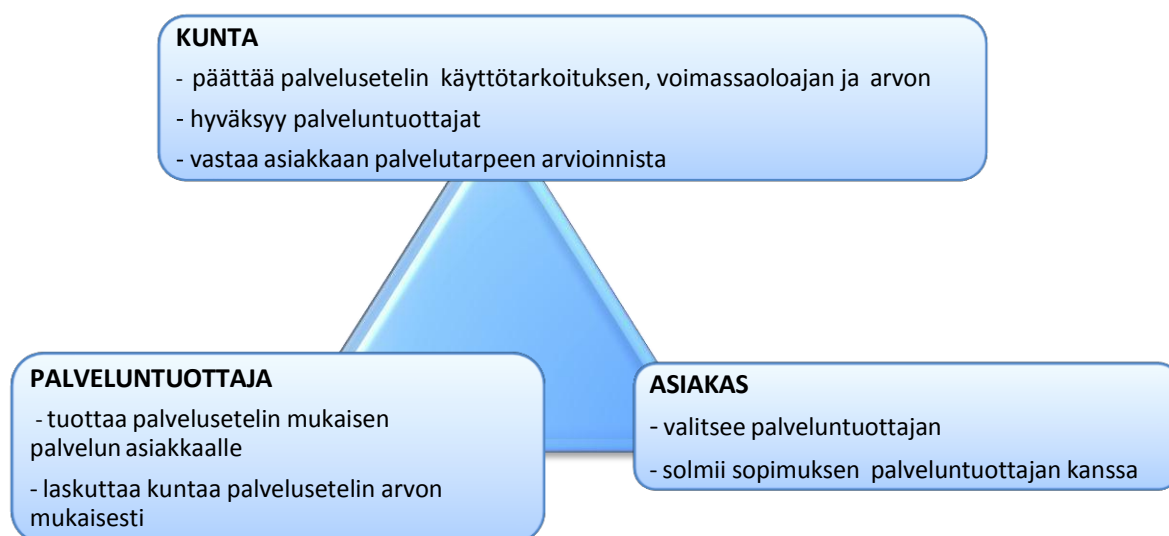 KUNTA
- päättää palvelusetelin käyttötarkoituksen, voimassaoloajan ja arvon
- hyväksyy palveluntuottajat
- vastaa asiakkaan palvelutarpeen arvioinnista
PALVELUNTUOTTAJA
- tuottaa palvelusetelin mukaisen
palvelun asiakkaalle
- laskuttaa kuntaa palvelusetelin arvon
mukaisesti
ASIAKAS
- valitsee palveluntuottajan
- solmii sopimuksen palveluntuottajan kanssa